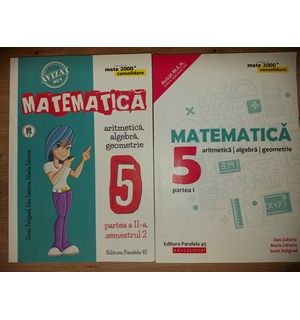 AVIZAT
MEN
mate 2000+
consolidare
MATEMATICĂ
aritmetică,
algebră,
geometrie
5
partea a II-a,
semestrul 2
Sorin Peligrad, Dan Zaharia, Maria Zaharia
Editura Paralela 45
mate 2000+
consolidare
MATEMATICĂ
5
aritmetică | algebră | geometrie
partea I
Editura Paralela 45
Dan Zaharia
Maria Zaharia
Sorin Peligrad